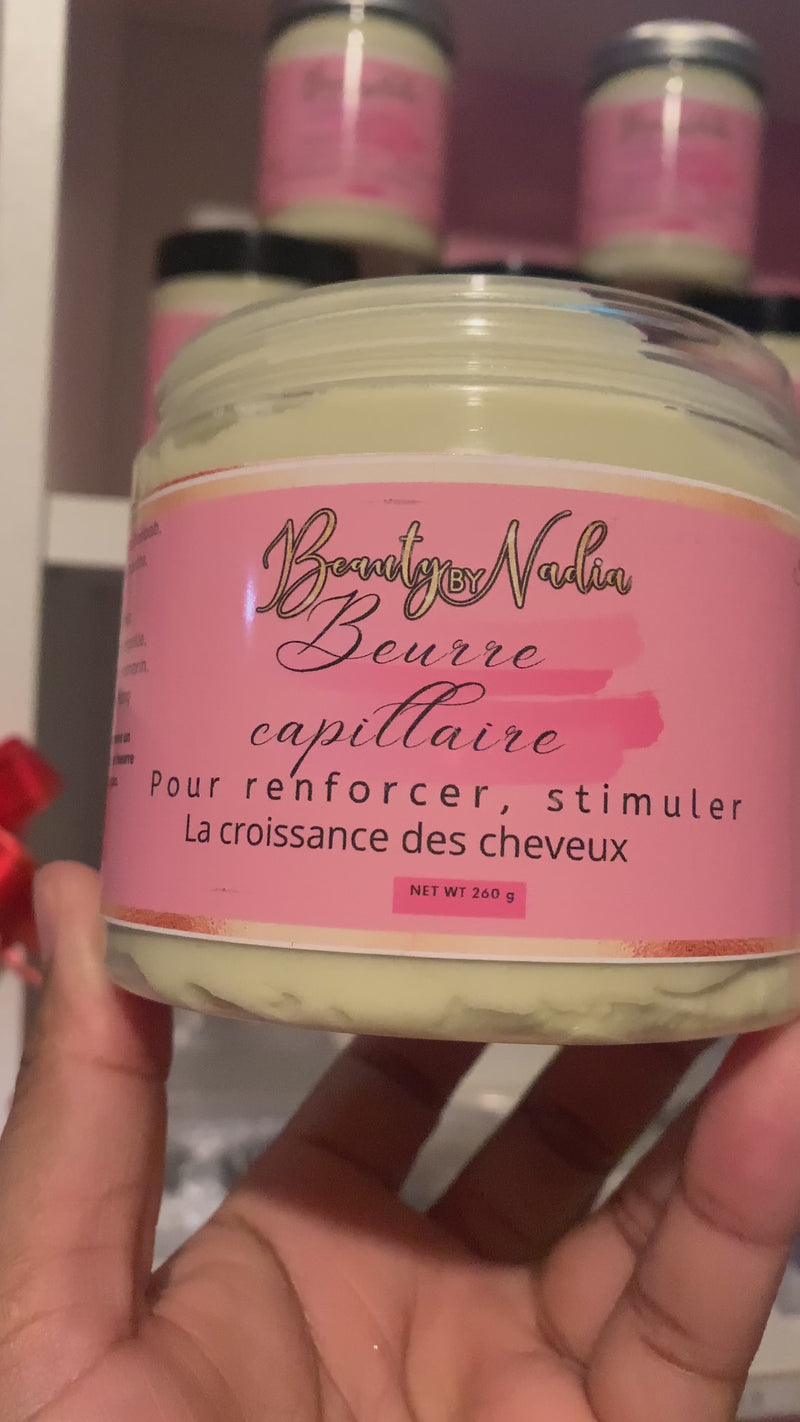 Beauty BY Nadia
Beurre
capillaire
Pour renforcer, stimuler
La croissance des cheveux
NET WT 260 g